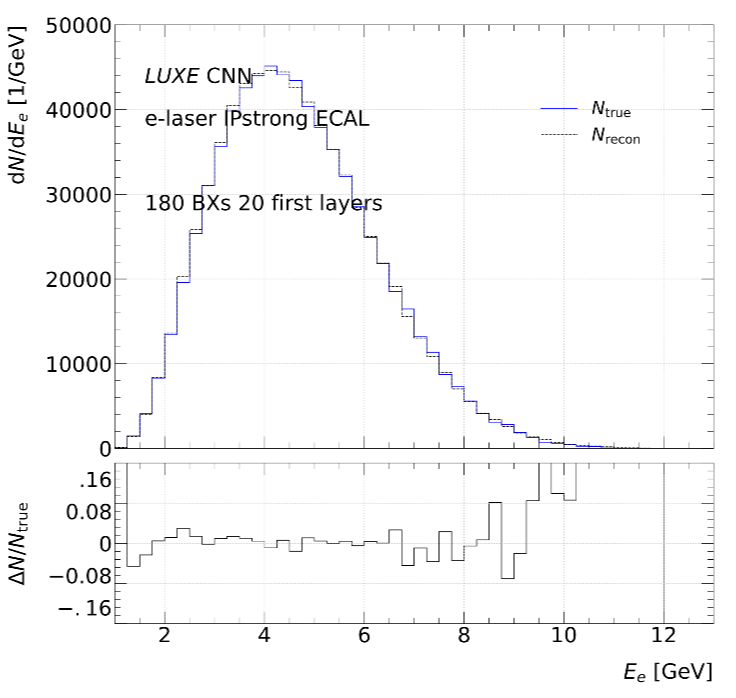 50000
dN/dE_e [1/GeV]
LUXE CNN
40000
e-laser IPstrong ECAL
N_true
N_recon
30000
180 BXs 20 first layers
20000
10000
0
.16
0.08
ΔN/N_true
0
−0.08
−.16
2 4 6 8 10 12
E_e [GeV]